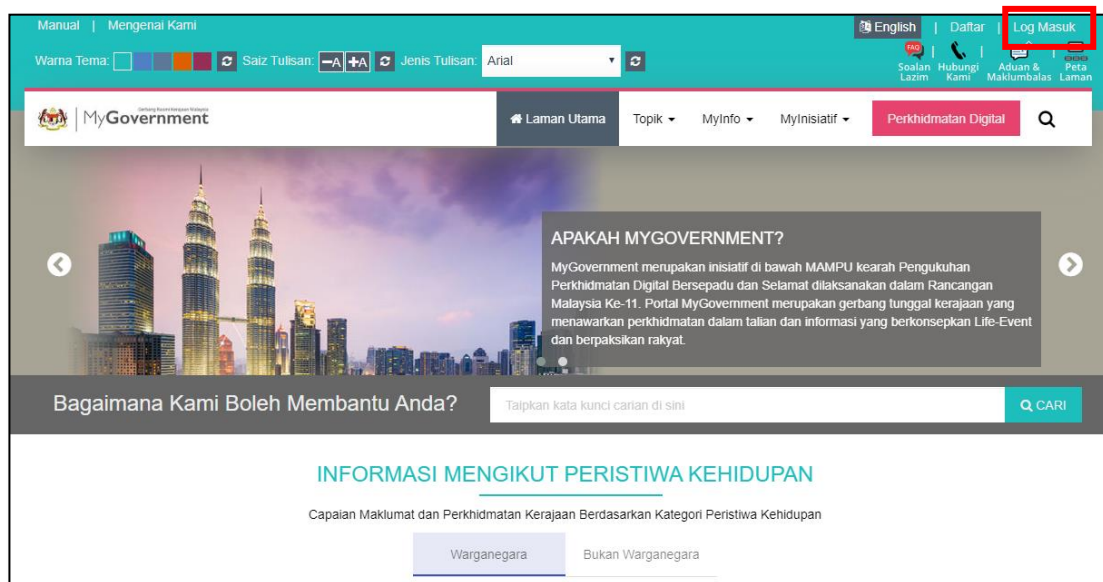 Manual | Mengenai Kami
English | Daftar | Log Masuk
Warna Tema: Saiz Tulisan: -A +A Jenis Tulisan: Arial
FAQ
Soalan Lazim
Hubungi Kami
Aduan & Maklumbalas
Peta Laman
MyGovernment
Laman Utama Topik MyInfo MyInisiatif Perkhidmatan Digital
APAKAH MYGOVERNMENT?
MyGovernment merupakan inisiatif di bawah MAMPU kearah Pengukuhan
Perkhidmatan Digital Bersepadu dan Selamat dilaksanakan dalam Rancangan
Malaysia Ke-11. Portal MyGovernment merupakan gerbang tunggal kerajaan yang
menawarkan perkhidmatan dalam talian dan informasi yang berkonsepkan Life-Event
dan berpaksikan rakyat.
Bagaimana Kami Boleh Membantu Anda?
Taipkan kata kunci carian di sini
CARI
INFORMASI MENGIKUT PERISTIWA KEHIDUPAN
Capaian Maklumat dan Perkhidmatan Kerajaan Berdasarkan Kategori Peristiwa Kehidupan
Warganegara Bukan Warganegara